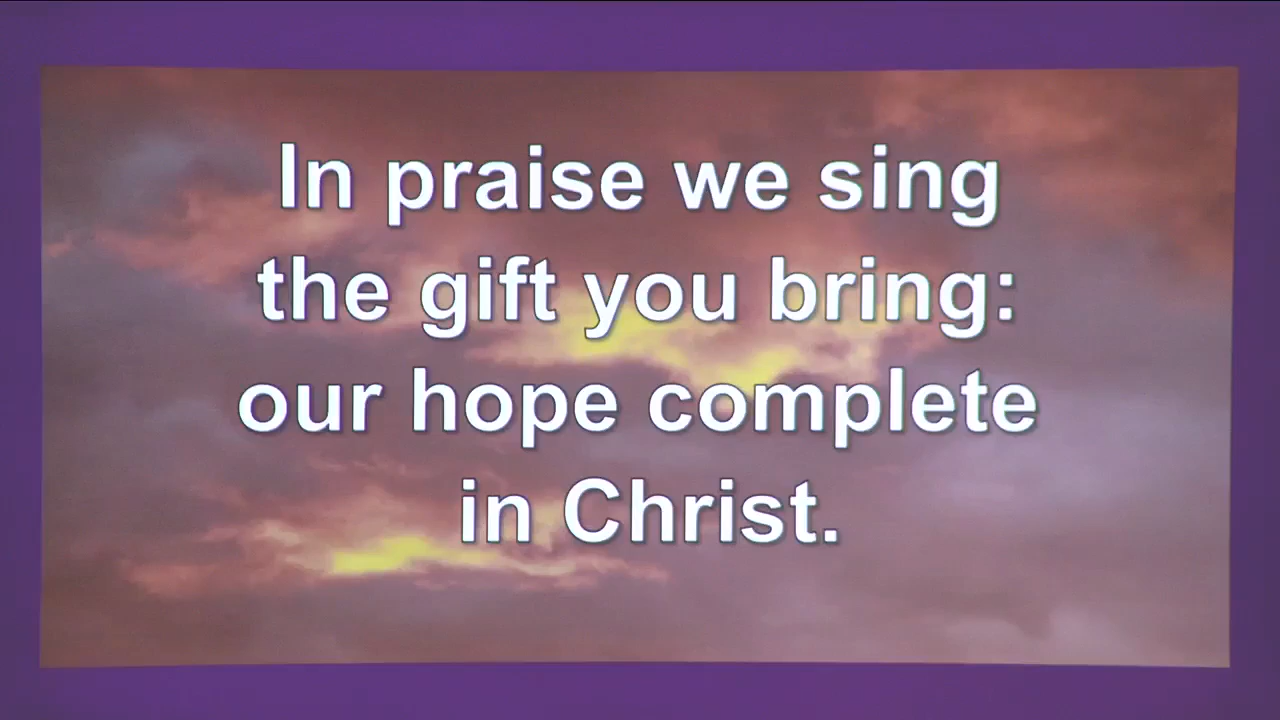 In praise we sing
the gift you bring:
our hope complete
in Christ.